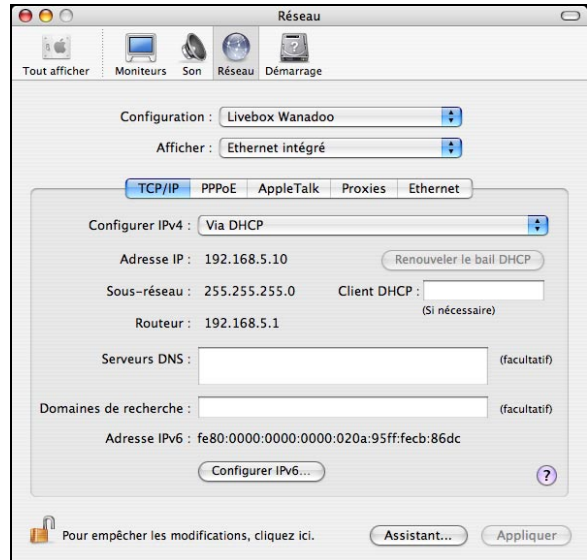 Réseau
Tout afficher Moniteurs Son Réseau Démarrage
Configuration : Livebox Wanadoo
Afficher : Ethernet intégré
TCP/IP PPPoE AppleTalk Proxies Ethernet
Configurer IPv4 : Via DHCP
Adresse IP : 192.168.5.10 Renouveler le bail DHCP
Sous-réseau : 255.255.255.0 Client DHCP :
(Si nécessaire)
Routeur : 192.168.5.1
Serveurs DNS : (facultatif)
Domaines de recherche : (facultatif)
Adresse IPv6 : fe80:0000:0000:0000:020a:95ff:fecb:86dc
Configurer IPv6... ?
Pour empêcher les modifications, cliquez ici. Assistant... Appliquer